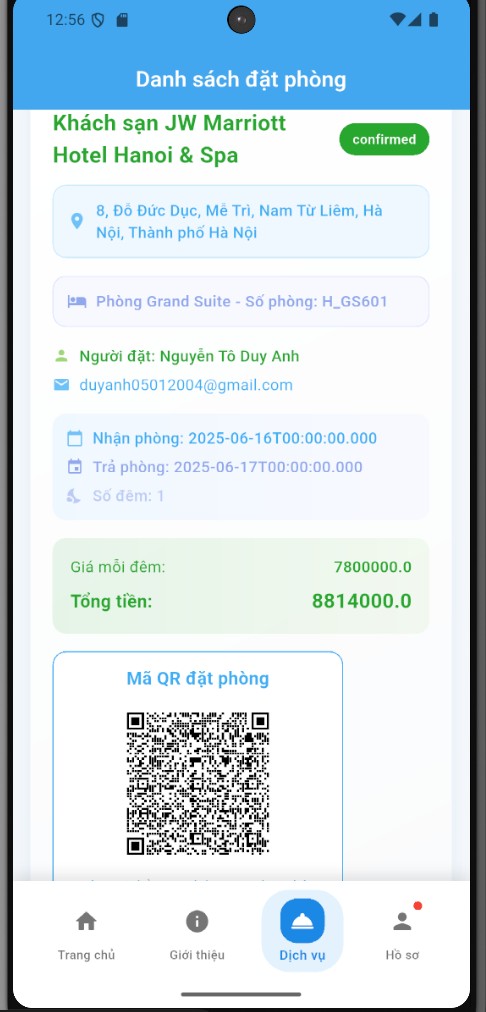 12:56
Danh sách đặt phòng
Khách sạn JW Marriott
Hotel Hanoi & Spa
confirmed
8, Đỗ Đức Dục, Mễ Trì, Nam Từ Liêm, Hà
Nội, Thành phố Hà Nội
Phòng Grand Suite - Số phòng: H_GS601
Người đặt: Nguyễn Tô Duy Anh
duyanh05012004@gmail.com
Nhận phòng: 2025-06-16T00:00:00.000
Trả phòng: 2025-06-17T00:00:00.000
Số đêm: 1
Giá mỗi đêm: 7800000.0
Tổng tiền: 8814000.0
Mã QR đặt phòng
Trang chủ Giới thiệu Dịch vụ Hồ sơ